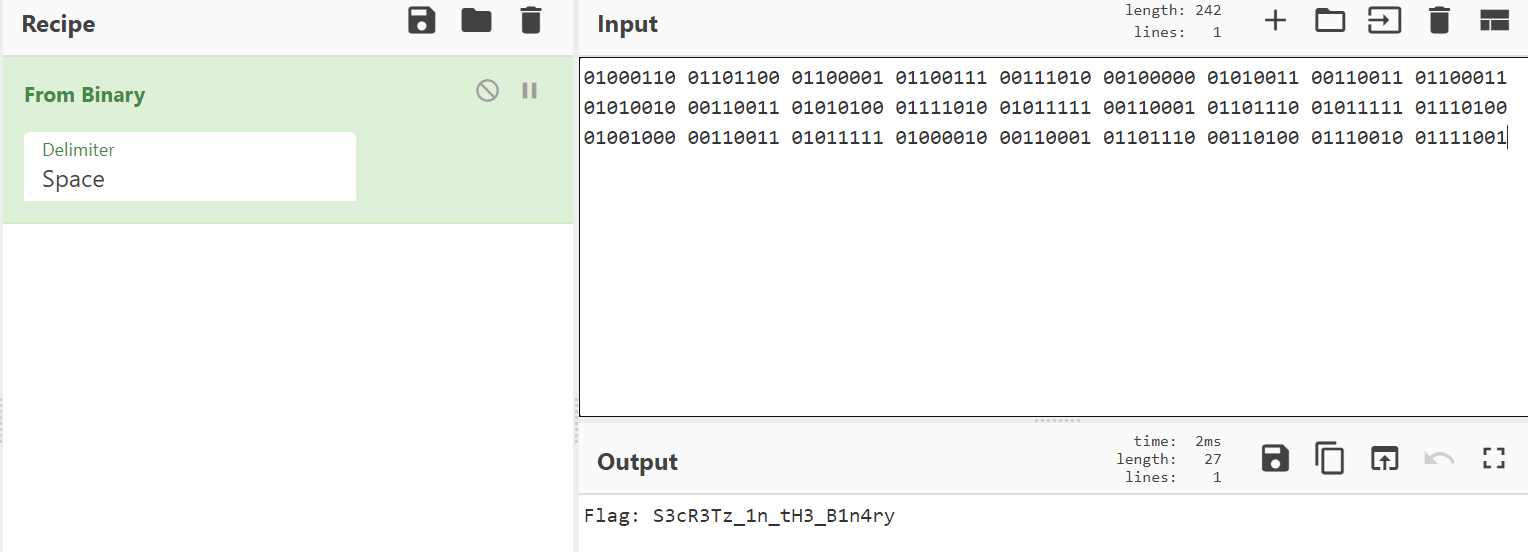 Recipe
From Binary
Delimiter
Space
Input
length: 242
lines: 1
01000110 01101100 01100001 01100111 00111010 00100000 01010011 00110011 01100011
01010010 00110011 01010100 01111010 01011111 00110001 01101110 01011111 01110100
01001000 00110011 01011111 01000010 00110001 01101110 00110100 01110010 01111001
Output
time: 2ms
length: 27
lines: 1
Flag: S3cR3Tz_1n_tH3_B1n4ry